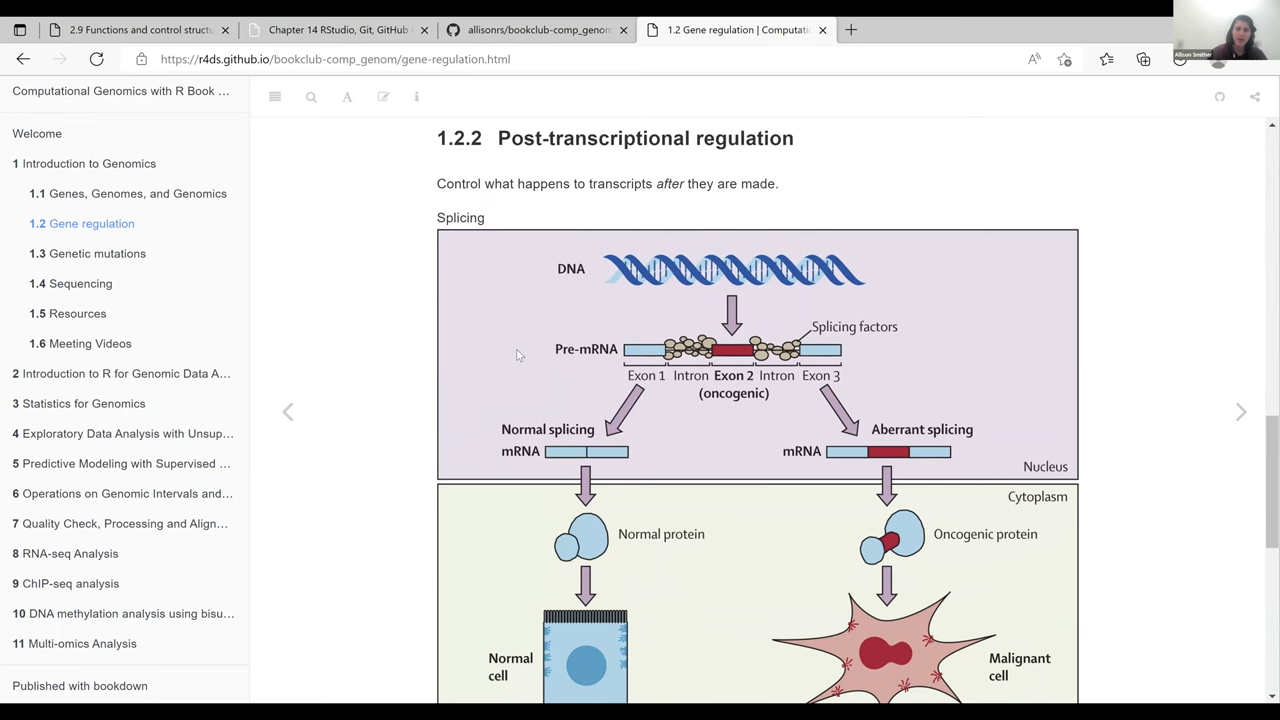 2.9 Functions and control structu
Chapter 14 RStudio, Git, GitHub
allisonrs/bookclub-comp_genom
1.2 Gene regulation | Computati
https://r4ds.github.io/bookclub-comp_genom/gene-regulation.html
Allison Smither
Computational Genomics with R Book ...
Welcome
1 Introduction to Genomics
1.1 Genes, Genomes, and Genomics
1.2 Gene regulation
1.3 Genetic mutations
1.4 Sequencing
1.5 Resources
1.6 Meeting Videos
2 Introduction to R for Genomic Data A...
3 Statistics for Genomics
4 Exploratory Data Analysis with Unsup...
5 Predictive Modeling with Supervised ...
6 Operations on Genomic Intervals and...
7 Quality Check, Processing and Align...
8 RNA-seq Analysis
9 ChIP-seq analysis
10 DNA methylation analysis using bisu...
11 Multi-omics Analysis
Published with bookdown
1.2.2 Post-transcriptional regulation
Control what happens to transcripts after they are made.
Splicing
DNA
Splicing factors
Pre-mRNA
Exon 1 Intron Exon 2 Intron Exon 3
(oncogenic)
Normal splicing
Aberrant splicing
mRNA
mRNA
Nucleus
Cytoplasm
Normal protein
Oncogenic protein
Normal
cell
Malignant
cell